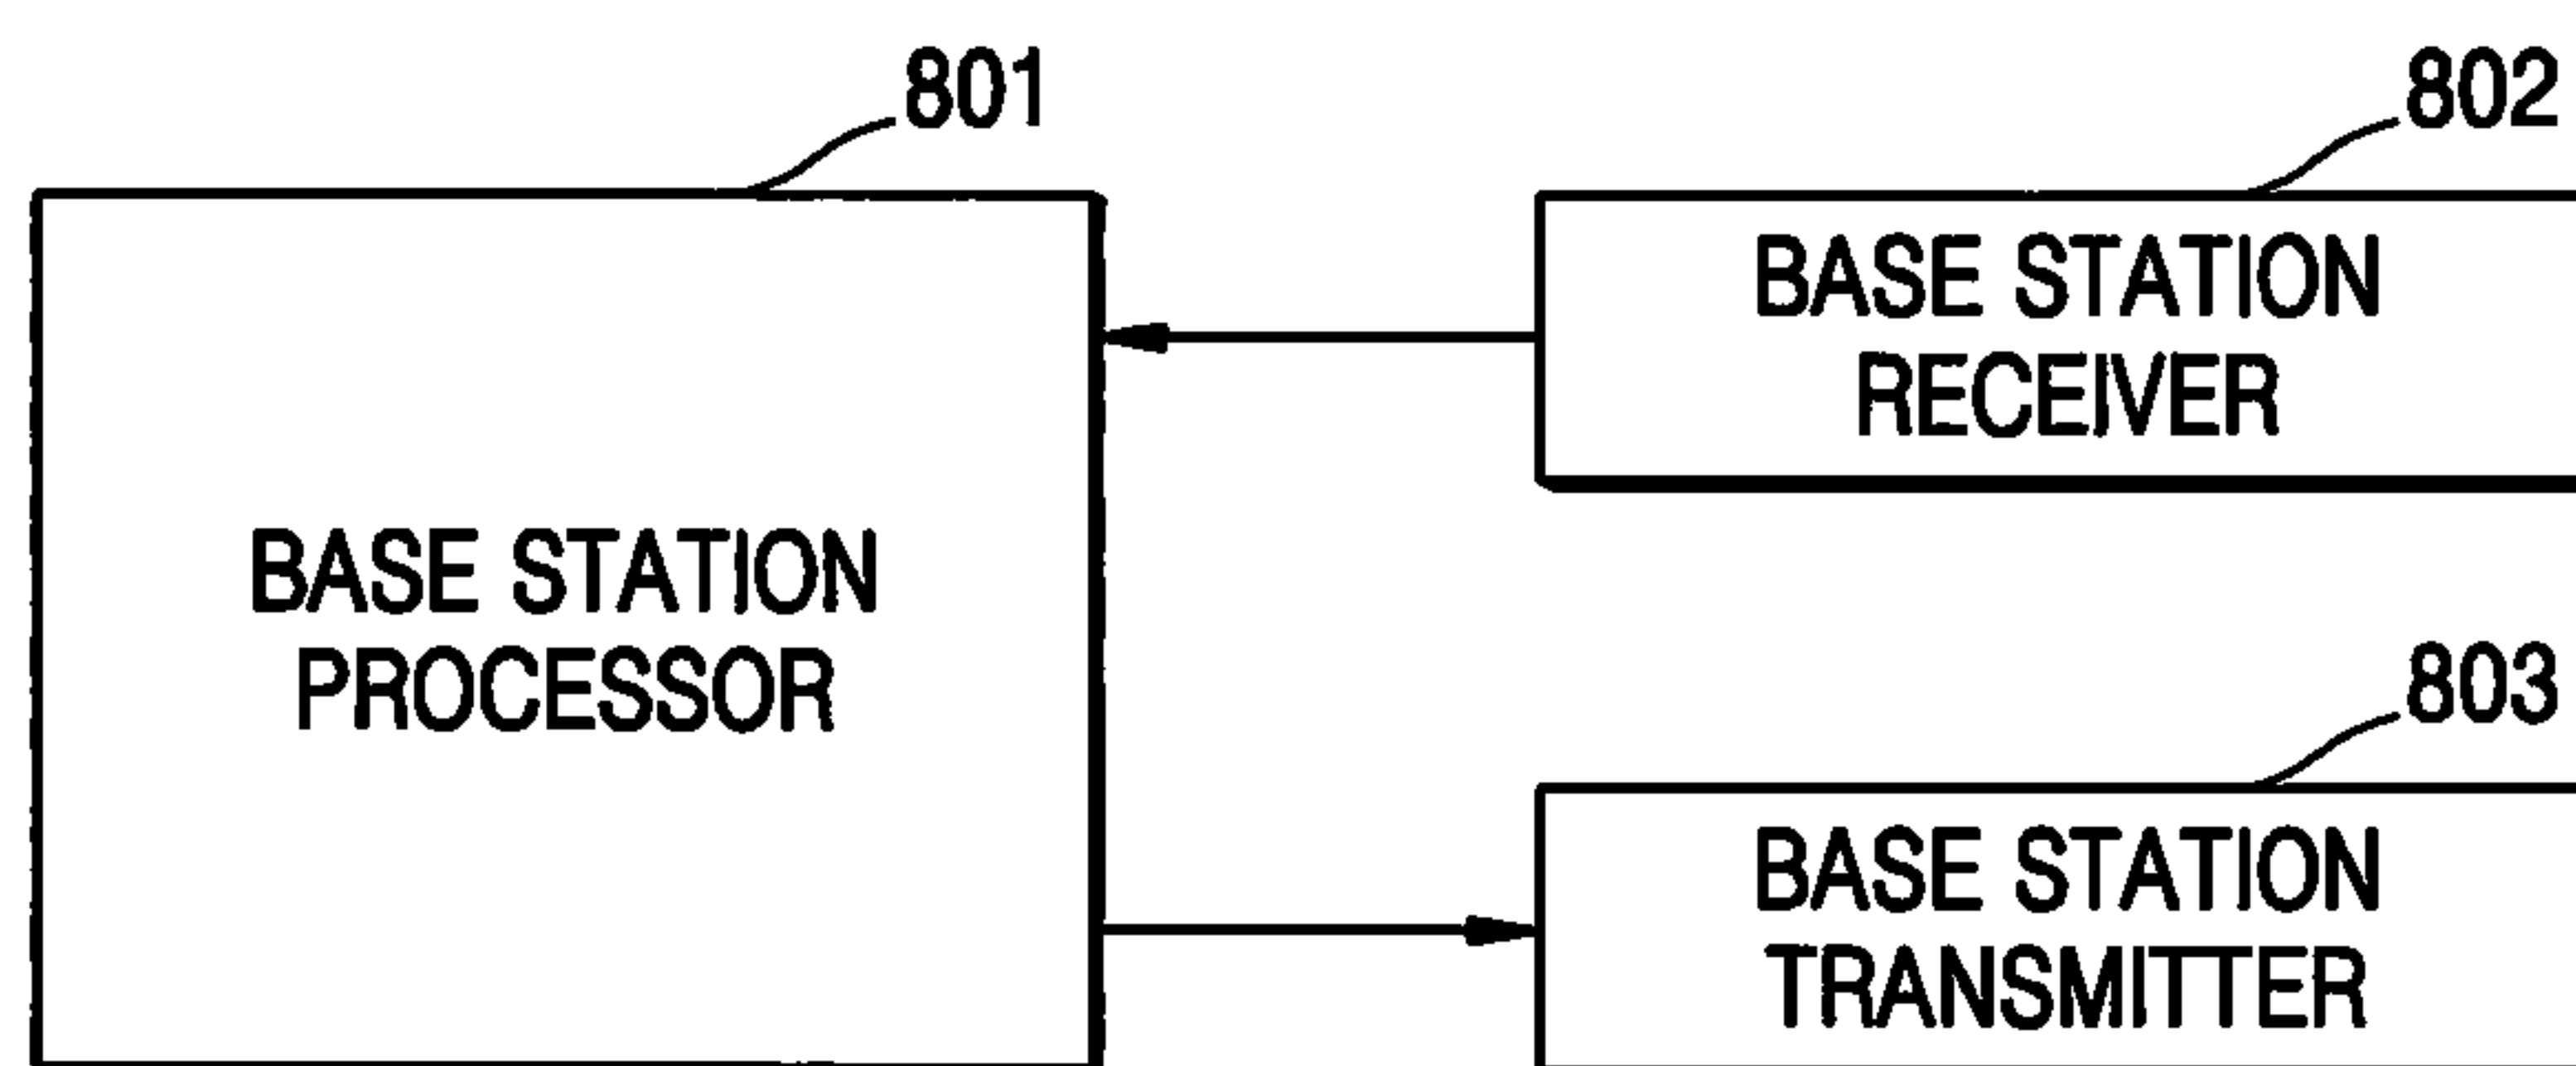 801
802
BASE STATION
RECEIVER
BASE STATION
PROCESSOR
803
BASE STATION
TRANSMITTER